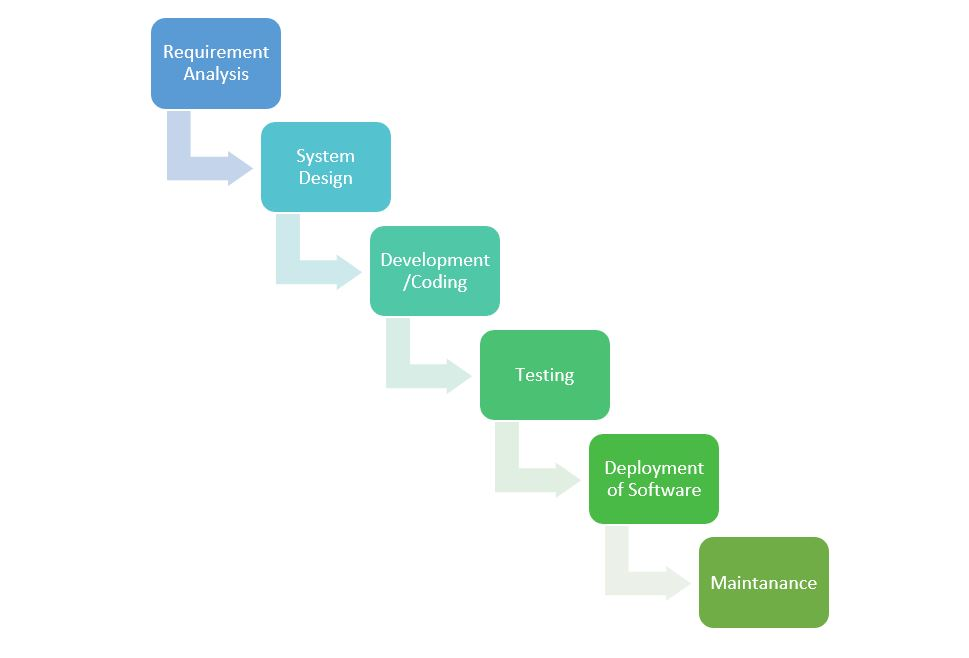 Requirement
Analysis
System
Design
Development
/Coding
Testing
Deployment
of Software
Maintanance